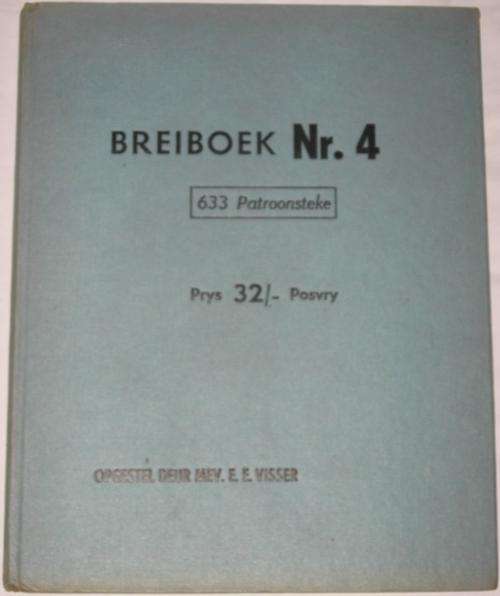 BREIBOEK Nr. 4
633 Patroonsteke
Prys 32/- Posvry
OPGESTEL DEUR MEV. E. E. VISSER